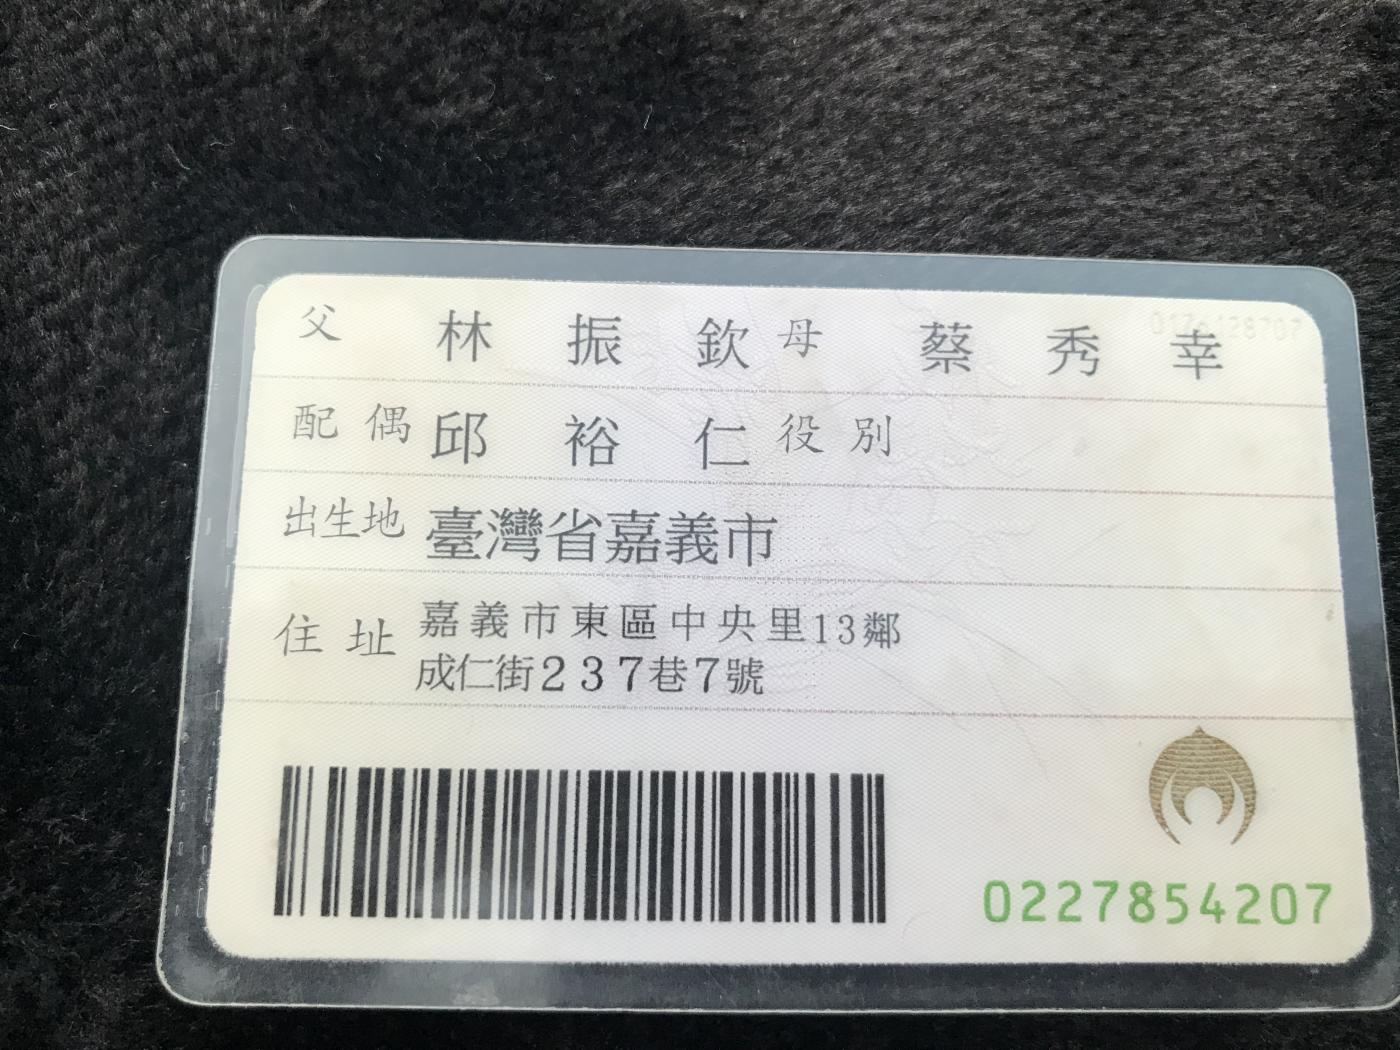 父 林振欽 母 蔡秀幸
配偶 邱裕仁 役別
出生地 臺灣省嘉義市
住址 嘉義市東區中央里13鄰
成仁街237巷7號
0227854207